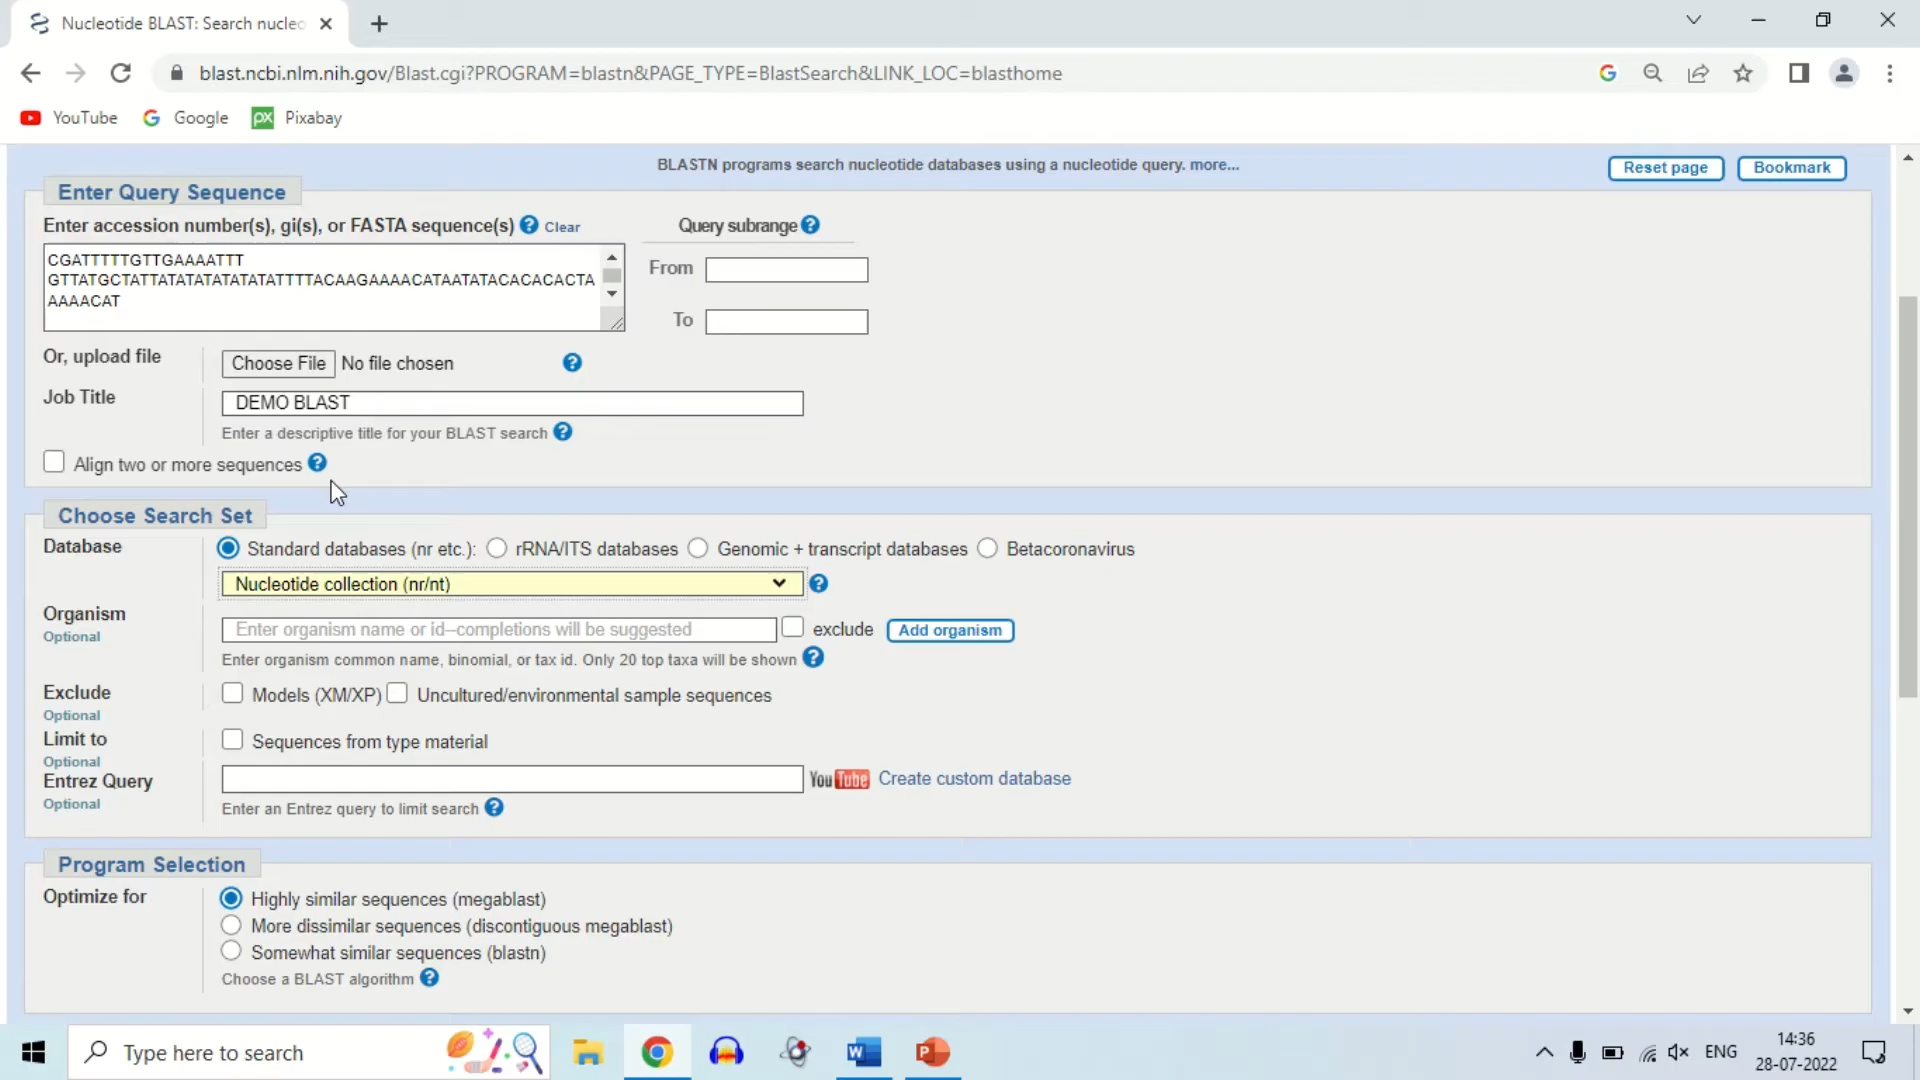 Nucleotide BLAST: Search nucleo
blast.ncbi.nlm.nih.gov/Blast.cgi?PROGRAM=blastn&PAGE_TYPE=BlastSearch&LINK_LOC=blasthome
YouTube Google px Pixabay
BLASTN programs search nucleotide databases using a nucleotide query. more...
Reset page Bookmark
Enter Query Sequence
Enter accession number(s), gi(s), or FASTA sequence(s) ? Clear
Query subrange ?
CGATTTTTGTTGAAAATTT
GTTATGCTATTATATATATATATATTTTACAAGAAAACATAATATACACACACTA
AAAACAT
From
To
Or, upload file Choose File No file chosen ?
Job Title DEMO BLAST
Enter a descriptive title for your BLAST search ?
Align two or more sequences ?
Choose Search Set
Database Standard databases (nr etc.): rRNA/ITS databases Genomic + transcript databases Betacoronavirus
Nucleotide collection (nr/nt) ?
Organism
Optional
Enter organism name or id--completions will be suggested exclude Add organism
Enter organism common name, binomial, or tax id. Only 20 top taxa will be shown ?
Exclude
Optional
Models (XM/XP) Uncultured/environmental sample sequences
Limit to
Optional
Sequences from type material
Entrez Query
Optional
YouTube Create custom database
Enter an Entrez query to limit search ?
Program Selection
Optimize for
Highly similar sequences (megablast)
More dissimilar sequences (discontiguous megablast)
Somewhat similar sequences (blastn)
Choose a BLAST algorithm ?
Type here to search
W P
ENG
14:36
28-07-2022